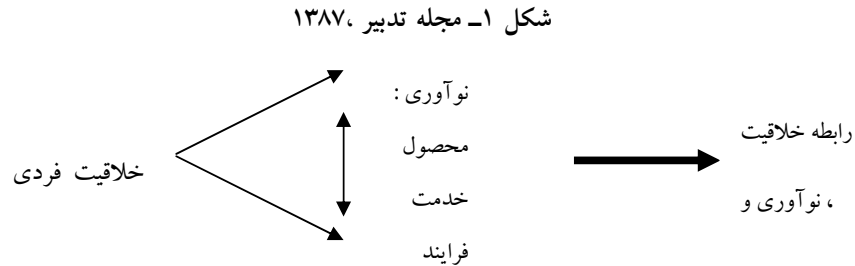 شکل ۱ـ مجله تدبیر ،۱۳۸۷
رابطه خلاقیت
، نوآوری و
نوآوری :
محصول
خدمت
فرایند
خلاقیت فردی